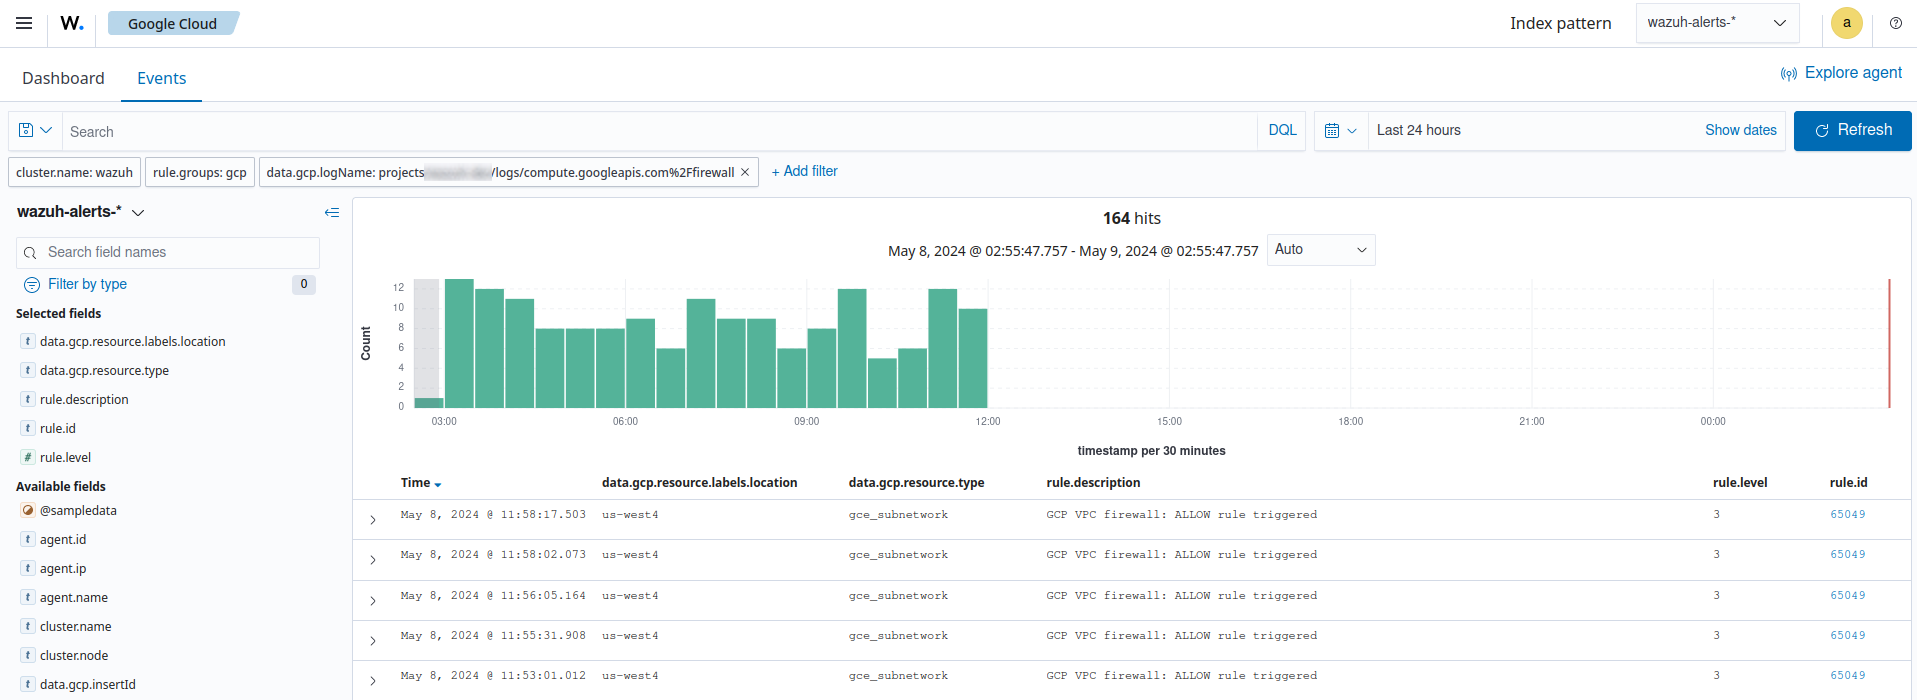 W. Google Cloud Index pattern wazuh-alerts-* a
Dashboard Events Explore agent
Search DQL Last 24 hours Show dates Refresh
cluster.name: wazuh rule.groups: gcp data.gcp.logName: projects /logs/compute.googleapis.com%2Ffirewall × + Add filter
wazuh-alerts-*
Search field names
Filter by type 0
Selected fields
t data.gcp.resource.labels.location
t data.gcp.resource.type
t rule.description
t rule.id
# rule.level
Available fields
@sampledata
t agent.id
t agent.ip
t agent.name
t cluster.name
t cluster.node
t data.gcp.insertId
164 hits
May 8, 2024 @ 02:55:47.757 - May 9, 2024 @ 02:55:47.757 Auto
Count
12
10
8
6
4
2
0
03:00 06:00 09:00 12:00 15:00 18:00 21:00 00:00
timestamp per 30 minutes
Time data.gcp.resource.labels.location data.gcp.resource.type rule.description rule.level rule.id
May 8, 2024 @ 11:58:17.503 us-west4 gce_subnetwork GCP VPC firewall: ALLOW rule triggered 3 65049
May 8, 2024 @ 11:58:02.073 us-west4 gce_subnetwork GCP VPC firewall: ALLOW rule triggered 3 65049
May 8, 2024 @ 11:56:05.164 us-west4 gce_subnetwork GCP VPC firewall: ALLOW rule triggered 3 65049
May 8, 2024 @ 11:55:31.908 us-west4 gce_subnetwork GCP VPC firewall: ALLOW rule triggered 3 65049
May 8, 2024 @ 11:53:01.012 us-west4 gce_subnetwork GCP VPC firewall: ALLOW rule triggered 3 65049